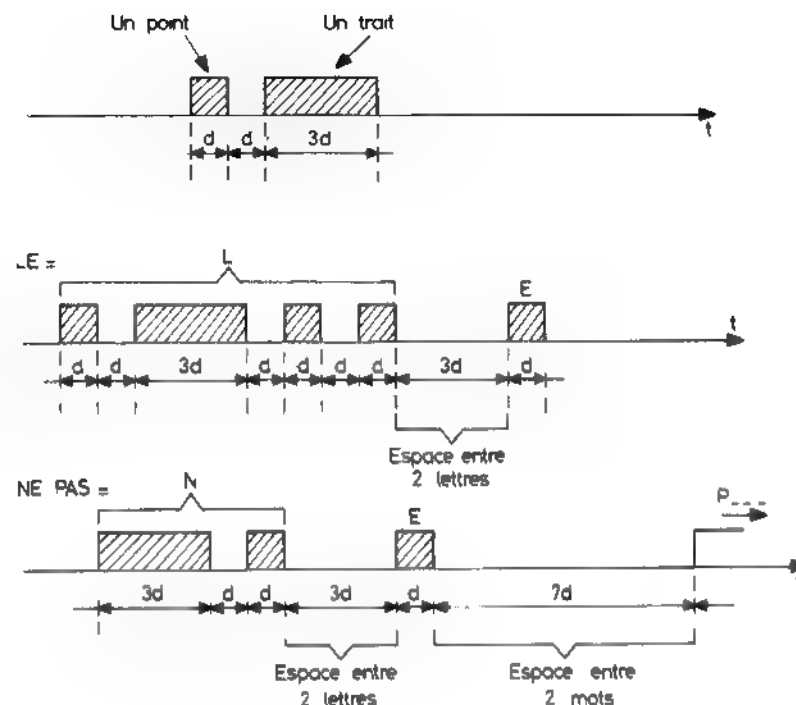 Un point Un trait
t
d d 3d
LE = L
E
t
d d 3d d d d d 3d d
Espace entre
2 lettres
NE PAS = N
E
P_ _ _ _
3d d d 3d d 7d
Espace entre Espace entre
2 lettres 2 mots